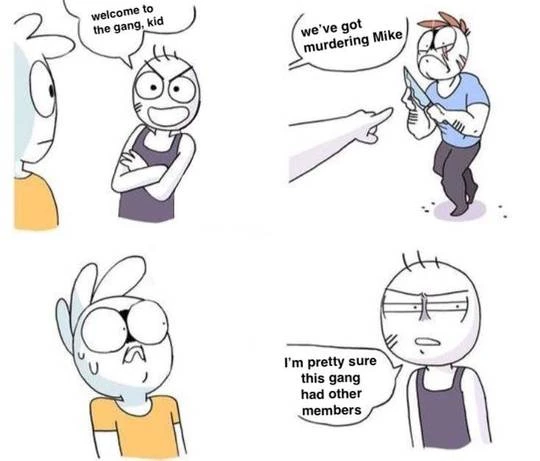 welcome to
the gang, kid
we've got
murdering Mike
I'm pretty sure
this gang
had other
members